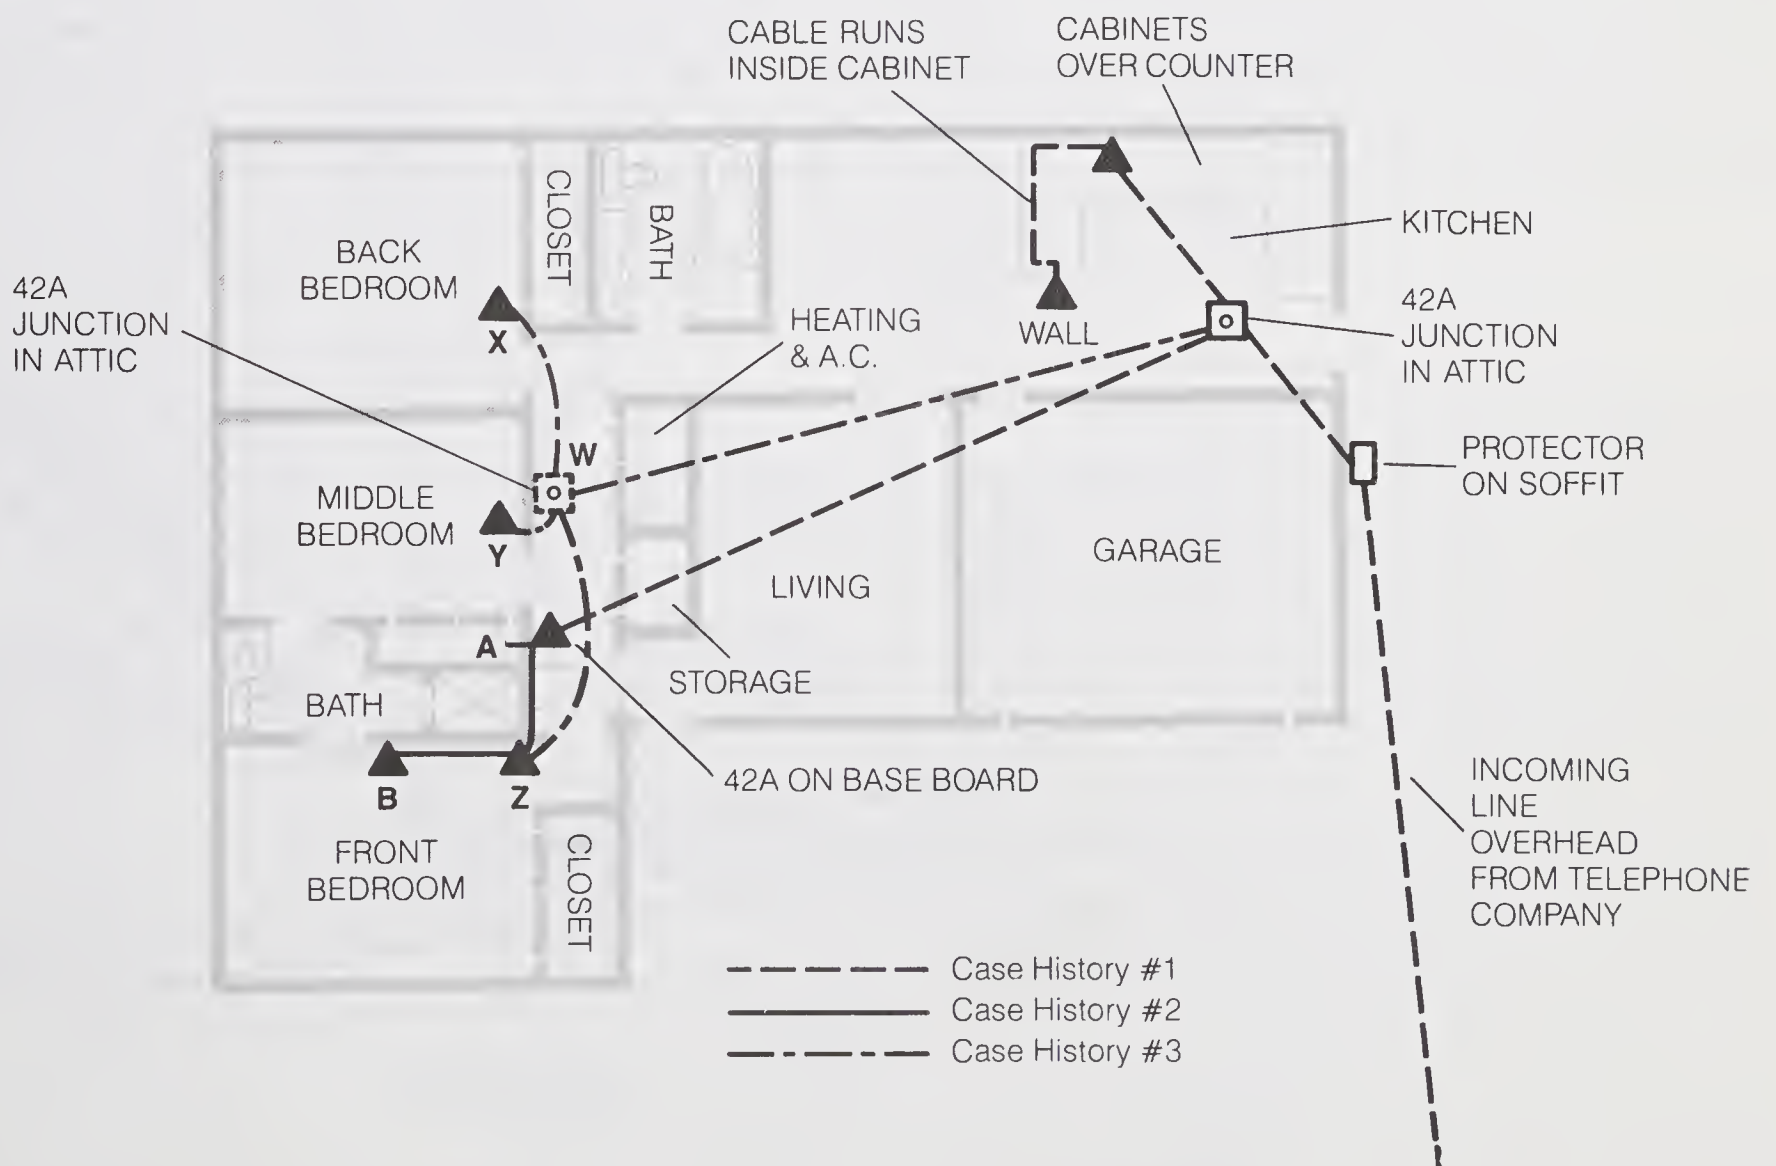 CABLE RUNS
INSIDE CABINET
CABINETS
OVER COUNTER
KITCHEN
42A
JUNCTION
IN ATTIC
BACK
BEDROOM
X
CLOSET
BATH
HEATING
& A.C.
WALL
42A
JUNCTION
IN ATTIC
W
PROTECTOR
ON SOFFIT
MIDDLE
BEDROOM
Y
LIVING
GARAGE
A
STORAGE
BATH
B
Z
42A ON BASE BOARD
INCOMING
LINE
OVERHEAD
FROM TELEPHONE
COMPANY
FRONT
BEDROOM
CLOSET
Case History #1
Case History #2
Case History #3